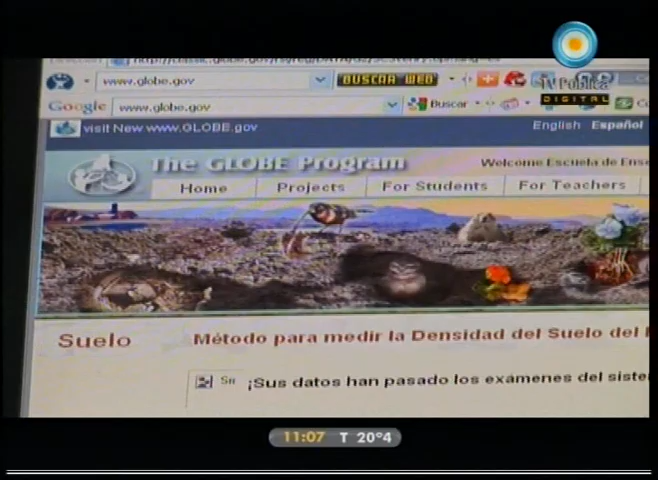 www.globe.gov BUSCAR WEB
TV Pública
DIGITAL
Google www.globe.gov Buscar
visit New www.GLOBE.gov English Español
The GLOBE Program Welcome Escuela de
Home Projects For Students For Teachers
Suelo Método para medir la Densidad del Suelo del
¡Sus datos han pasado los exámenes del
11:07 T 20°4